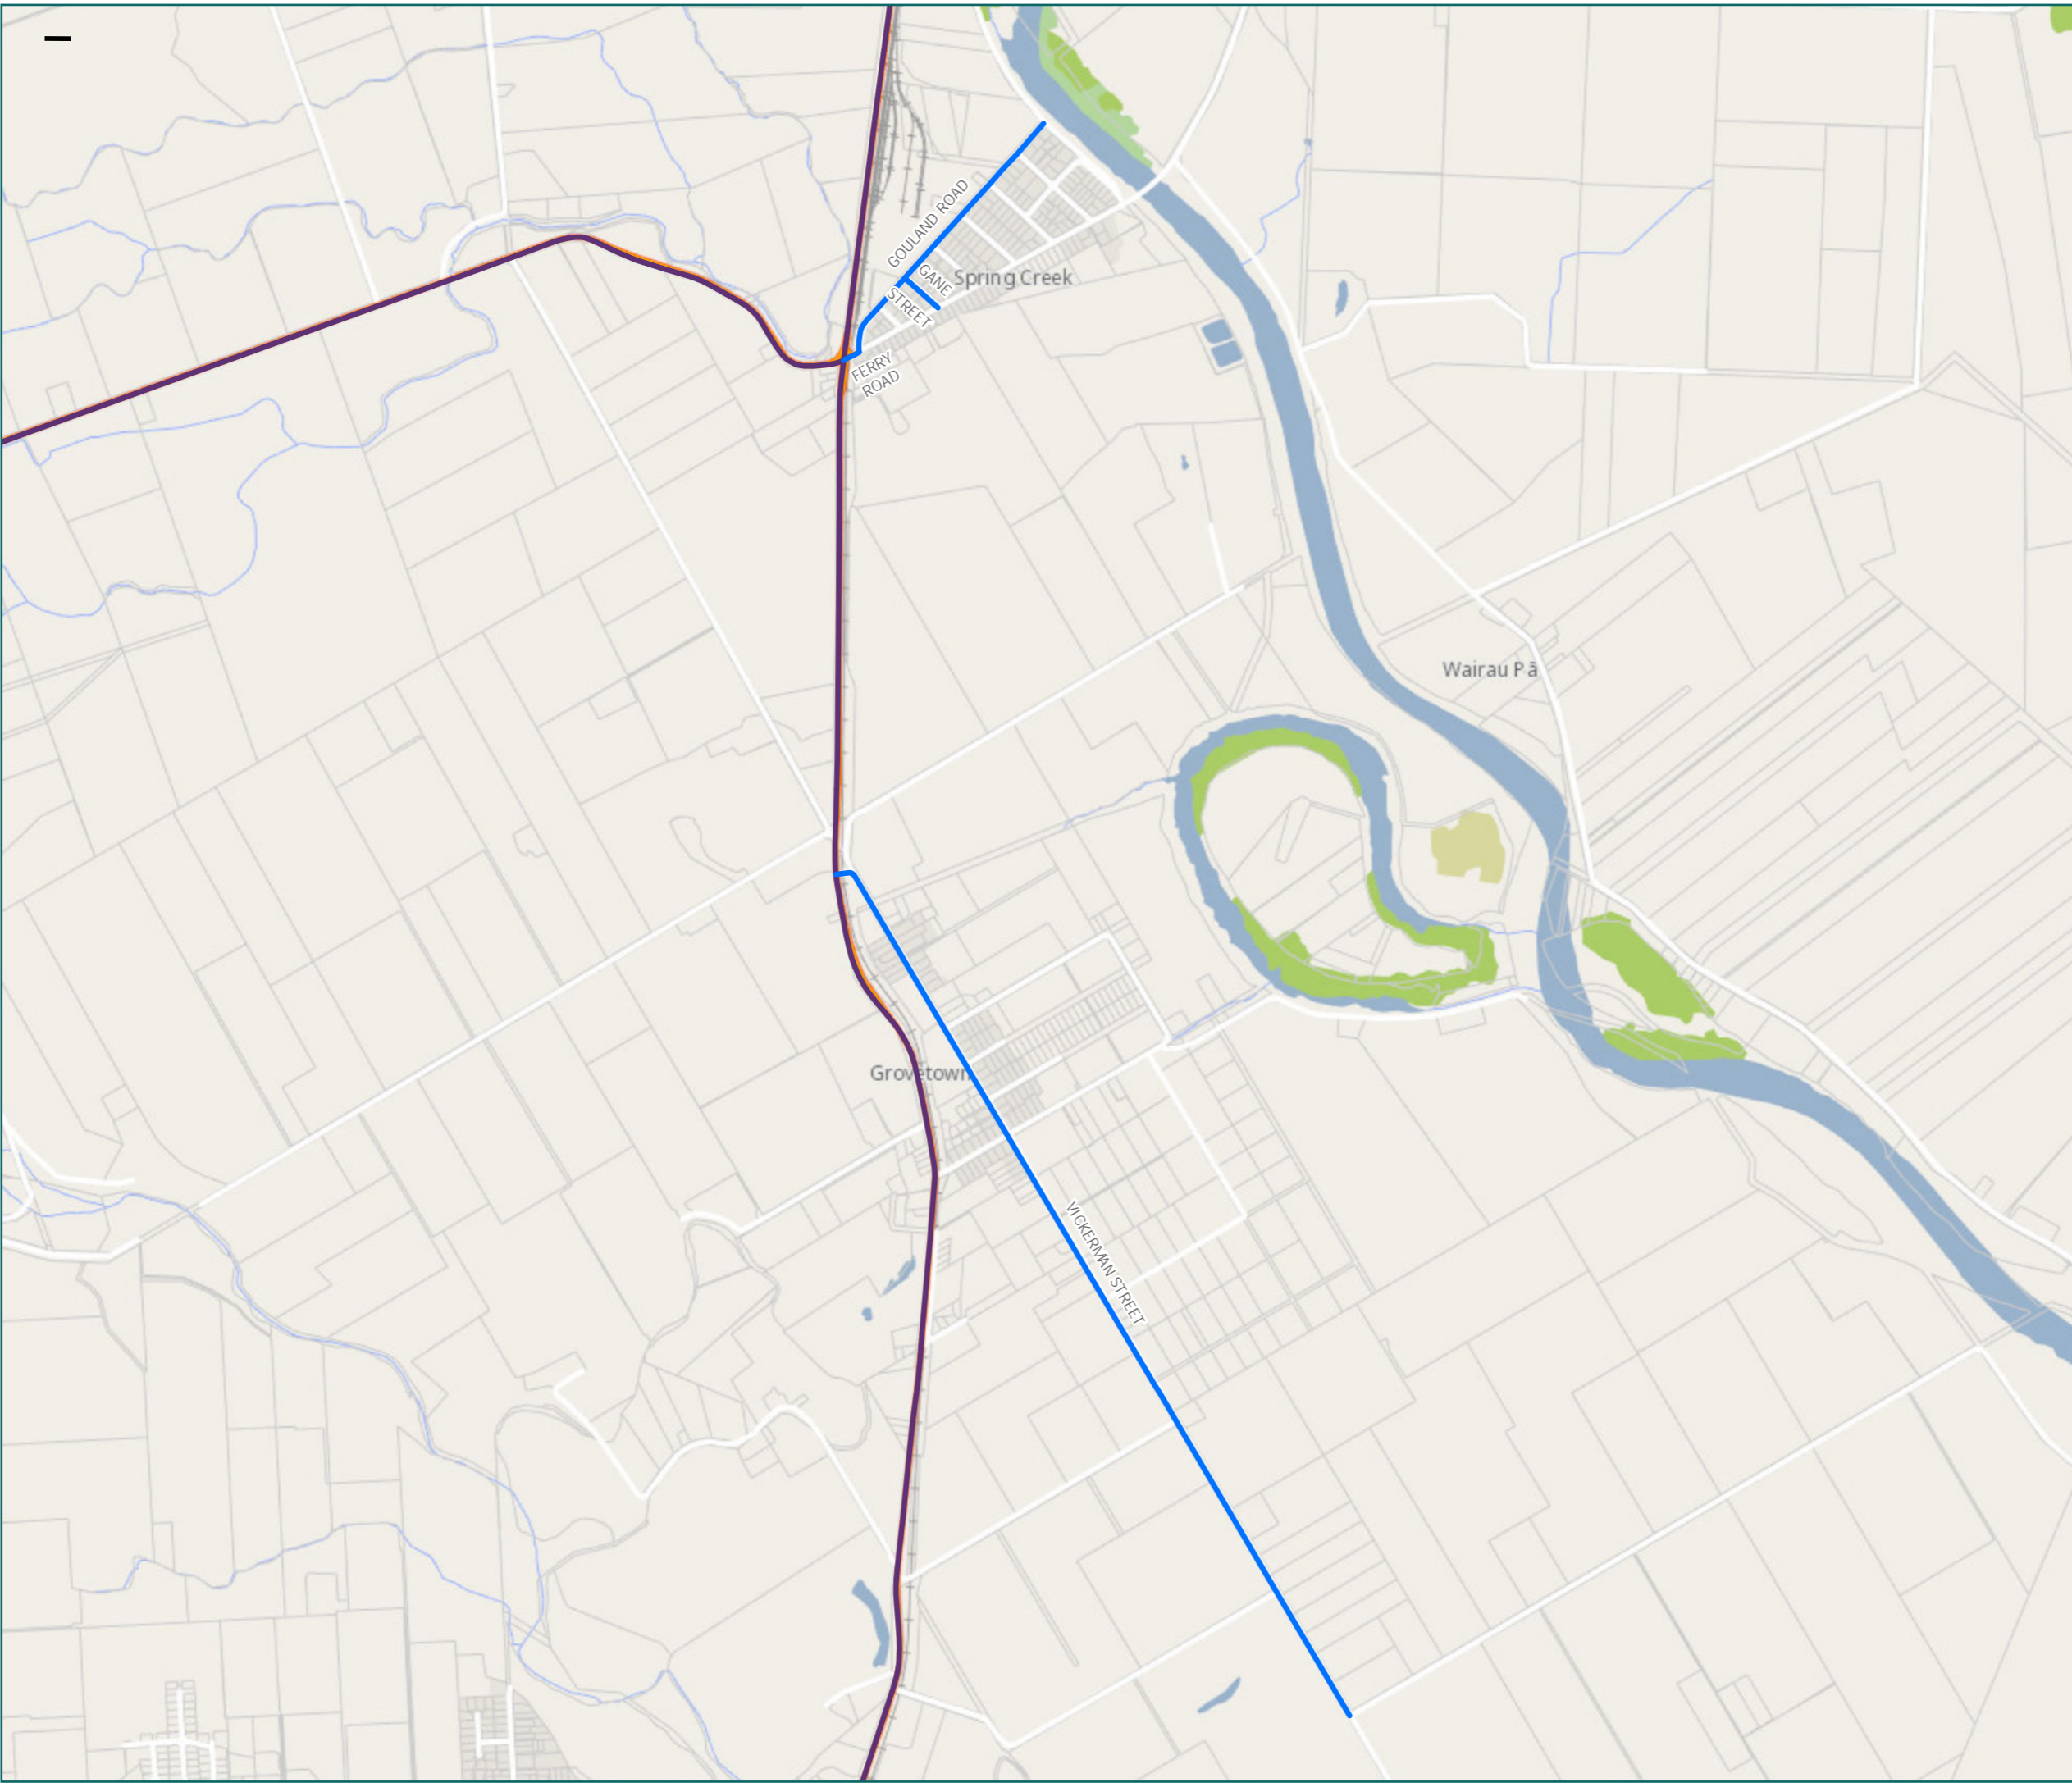 GOULAND ROAD
GANE
STREET
Spring Creek
FERRY
ROAD
Wairau Pā
Grovetown
VICKERMAN STREET